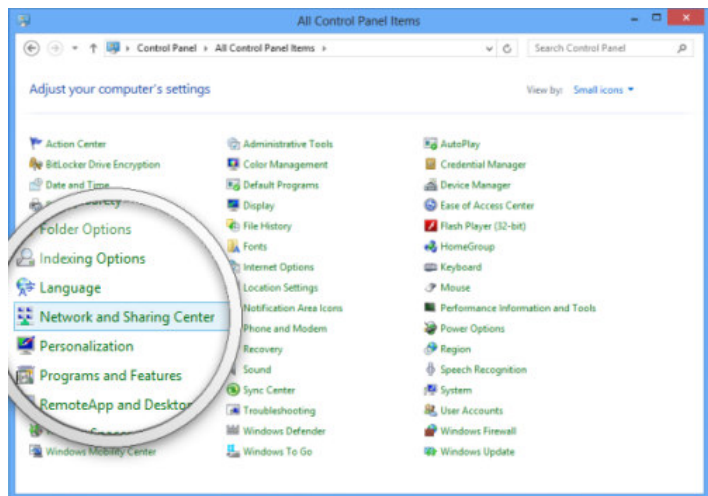 All Control Panel Items
Control Panel › All Control Panel Items ›
Search Control Panel
Adjust your computer's settings
View by: Small icons
Action Center
Administrative Tools
AutoPlay
BitLocker Drive Encryption
Color Management
Credential Manager
Date and Time
Default Programs
Device Manager
Display
Ease of Access Center
Folder Options
File History
Flash Player (32-bit)
Fonts
HomeGroup
Indexing Options
Internet Options
Keyboard
Language
Location Settings
Mouse
Network and Sharing Center
Notification Area Icons
Performance Information and Tools
Phone and Modem
Power Options
Personalization
Recovery
Region
Programs and Features
Sound
Speech Recognition
Sync Center
System
RemoteApp and Deskto
Troubleshooting
User Accounts
Windows Defender
Windows Firewall
Windows Mobility Center
Windows To Go
Windows Update